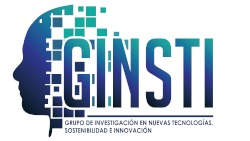 GINSTI
GRUPO DE INVESTIGACIÓN EN NUEVAS TECNOLOGÍAS,
SOSTENIBILIDAD E INNOVACIÓN